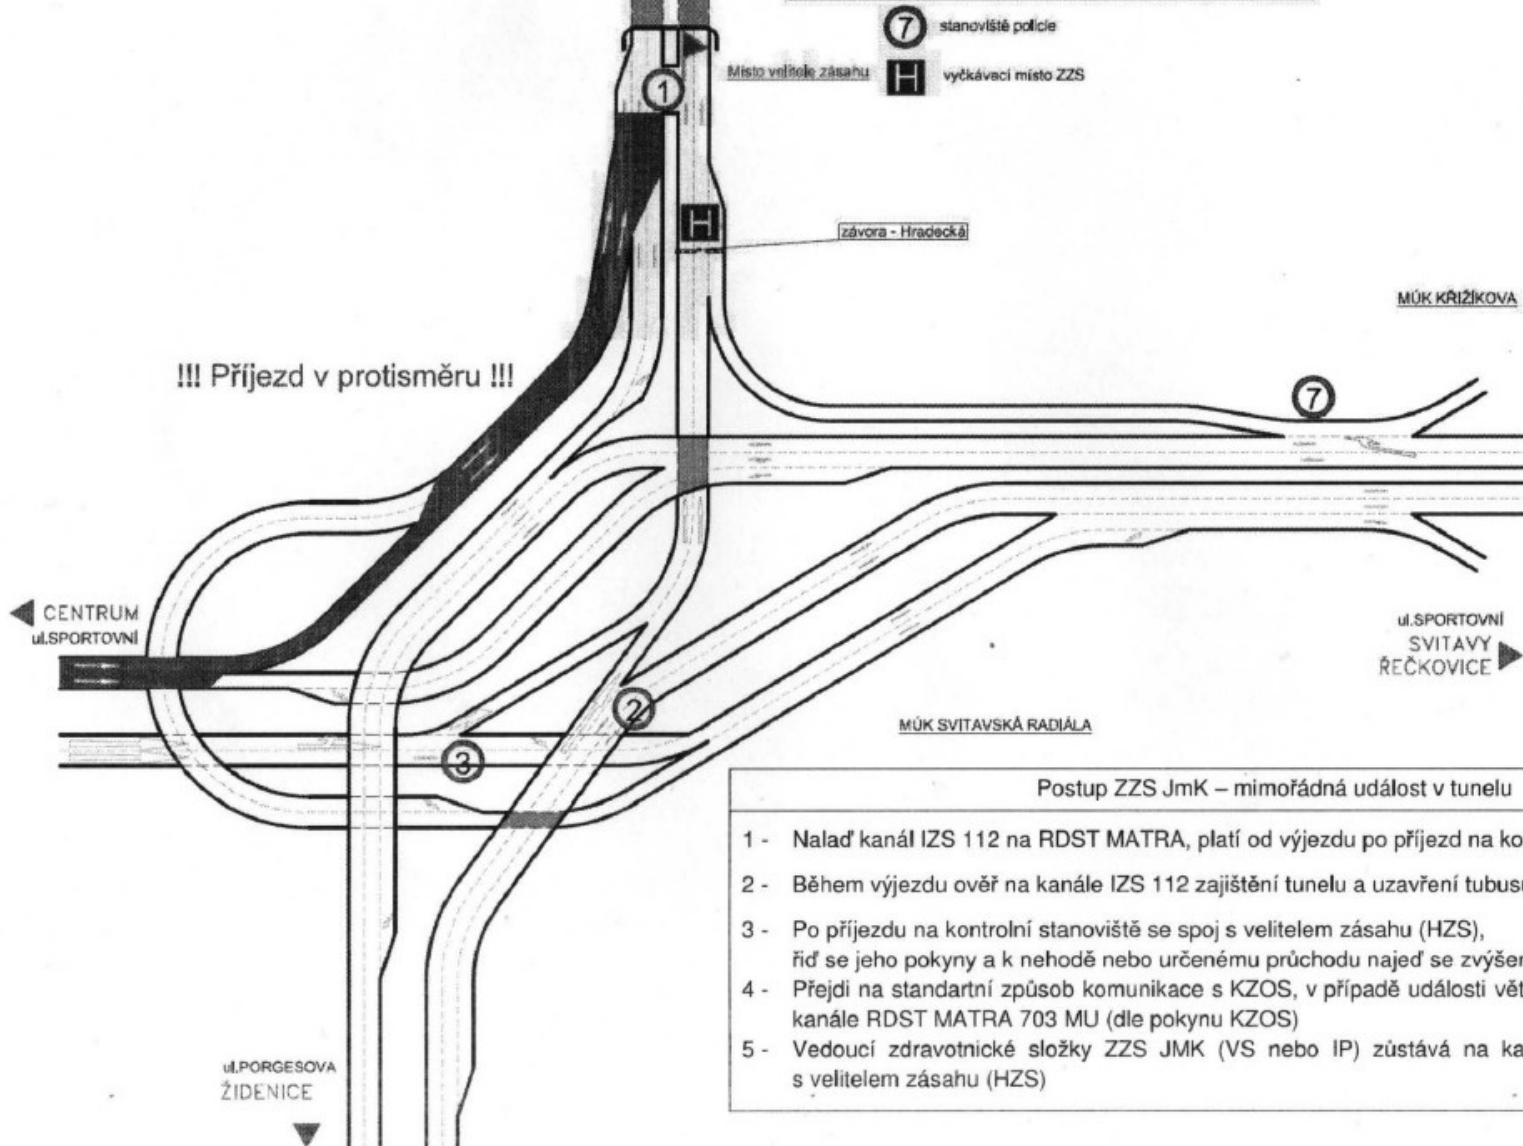 7 stanoviště policie
Místo velitele zásahu
H vyčkávací místo ZZS
1
H
závora - Hradecká
MÚK KŘIŽÍKOVA
!!! Příjezd v protisměru !!!
7
CENTRUM
ul.SPORTOVNÍ
ul.SPORTOVNÍ
SVITAVY
ŘEČKOVICE
2
MÚK SVITAVSKÁ RADIÁLA
3
Postup ZZS JmK – mimořádná událost v tunelu
1 - Nalaď kanál IZS 112 na RDST MATRA, platí od výjezdu po příjezd na ko
2 - Během výjezdu ověř na kanále IZS 112 zajištění tunelu a uzavření tubusu
3 - Po příjezdu na kontrolní stanoviště se spoj s velitelem zásahu (HZS),
řiď se jeho pokyny a k nehodě nebo určenému průchodu najeď se zvýšen
4 - Přejdi na standartní způsob komunikace s KZOS, v případě události vět
kanále RDST MATRA 703 MU (dle pokynu KZOS)
5 - Vedoucí zdravotnické složky ZZS JMK (VS nebo IP) zůstává na ka
s velitelem zásahu (HZS)
ul.PORGESOVA
ŽIDENICE